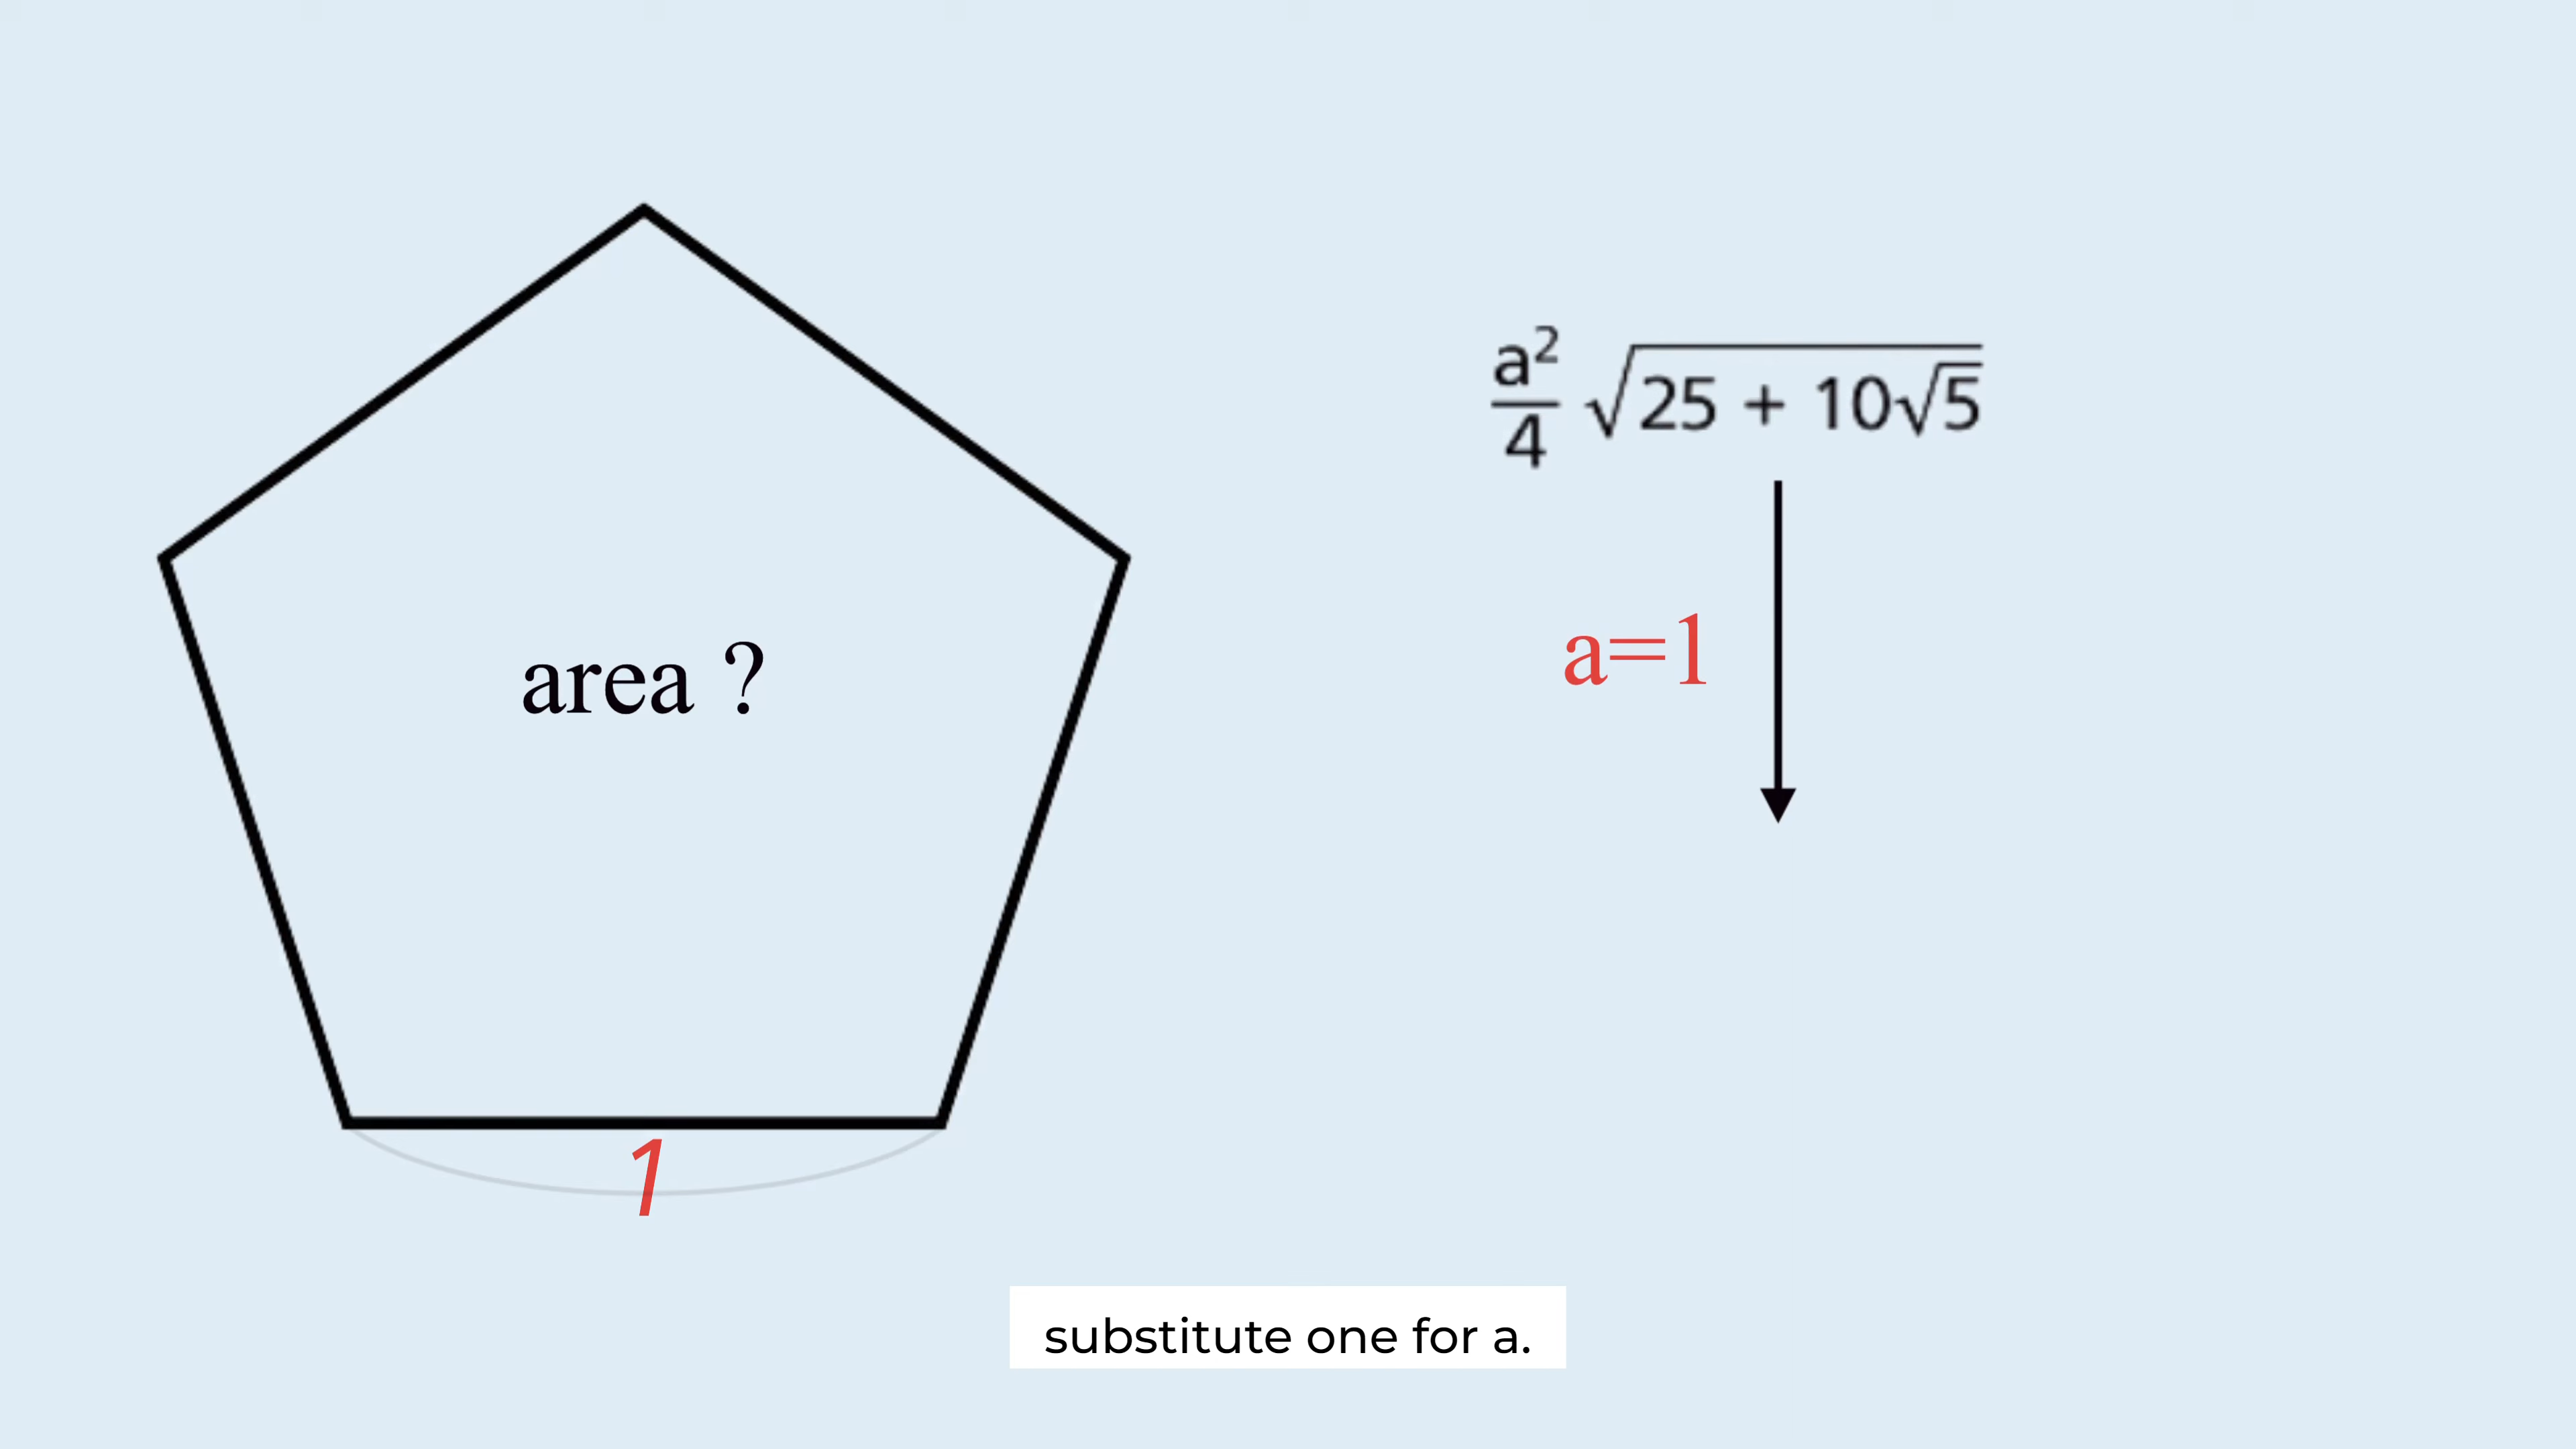 a²/4 √(25 + 10√5)
a=1
area ?
1
substitute one for a.